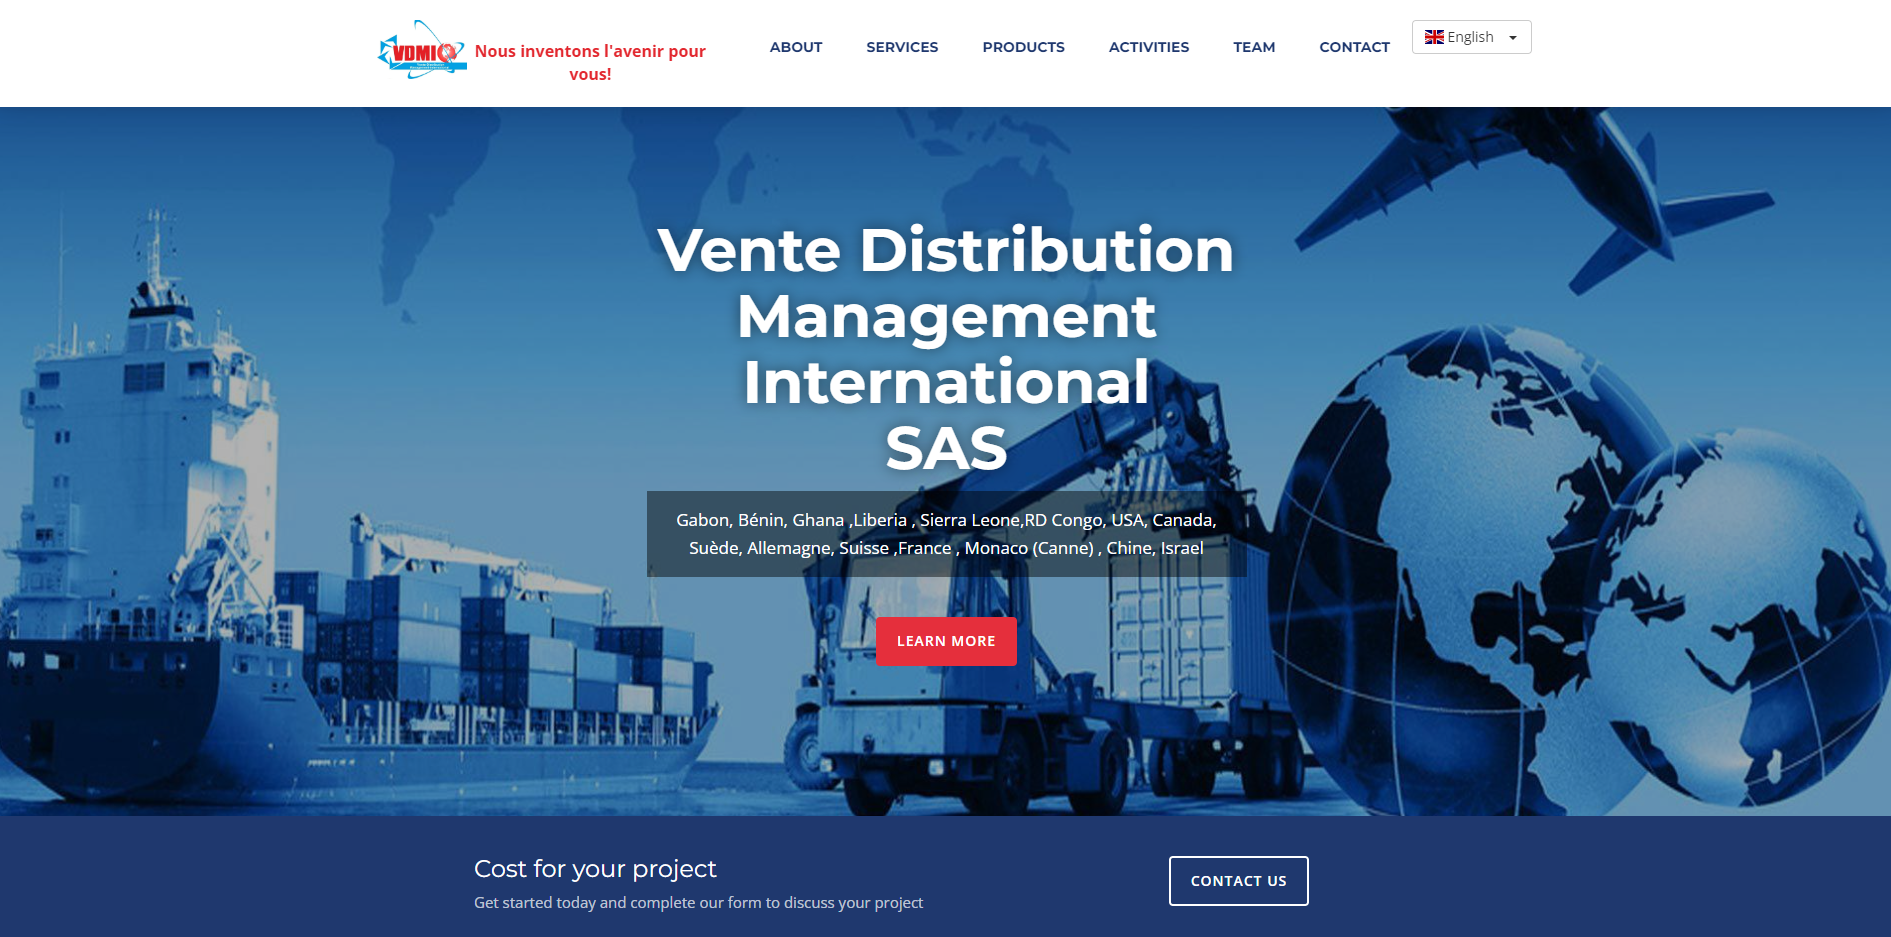 VDMI
Nous inventons l'avenir pour
vous!
ABOUT
SERVICES
PRODUCTS
ACTIVITIES
TEAM
CONTACT
English
Vente Distribution
Management
International
SAS
Gabon, Bénin, Ghana ,Liberia , Sierra Leone,RD Congo, USA, Canada,
Suède, Allemagne, Suisse ,France , Monaco (Canne) , Chine, Israel
LEARN MORE
Cost for your project
Get started today and complete our form to discuss your project
CONTACT US